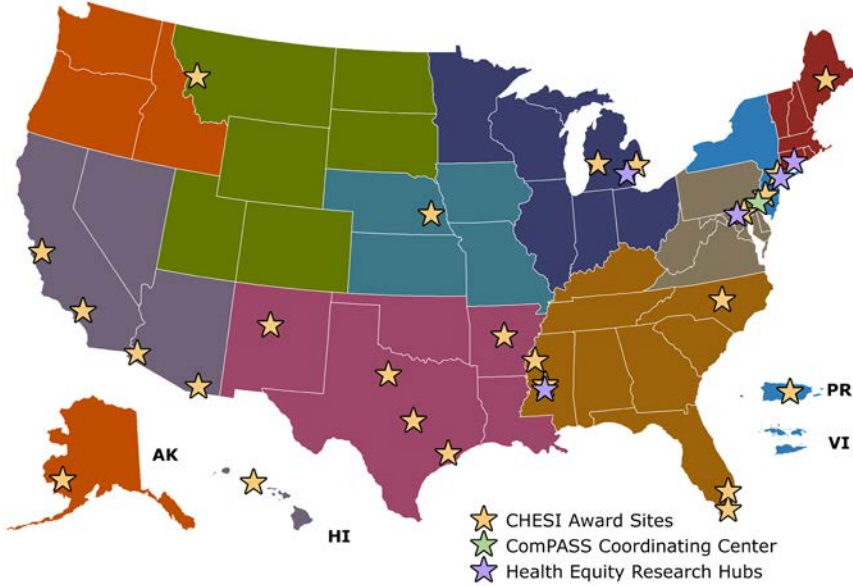 PR
AK
VI
HI
CHESI Award Sites
ComPASS Coordinating Center
Health Equity Research Hubs